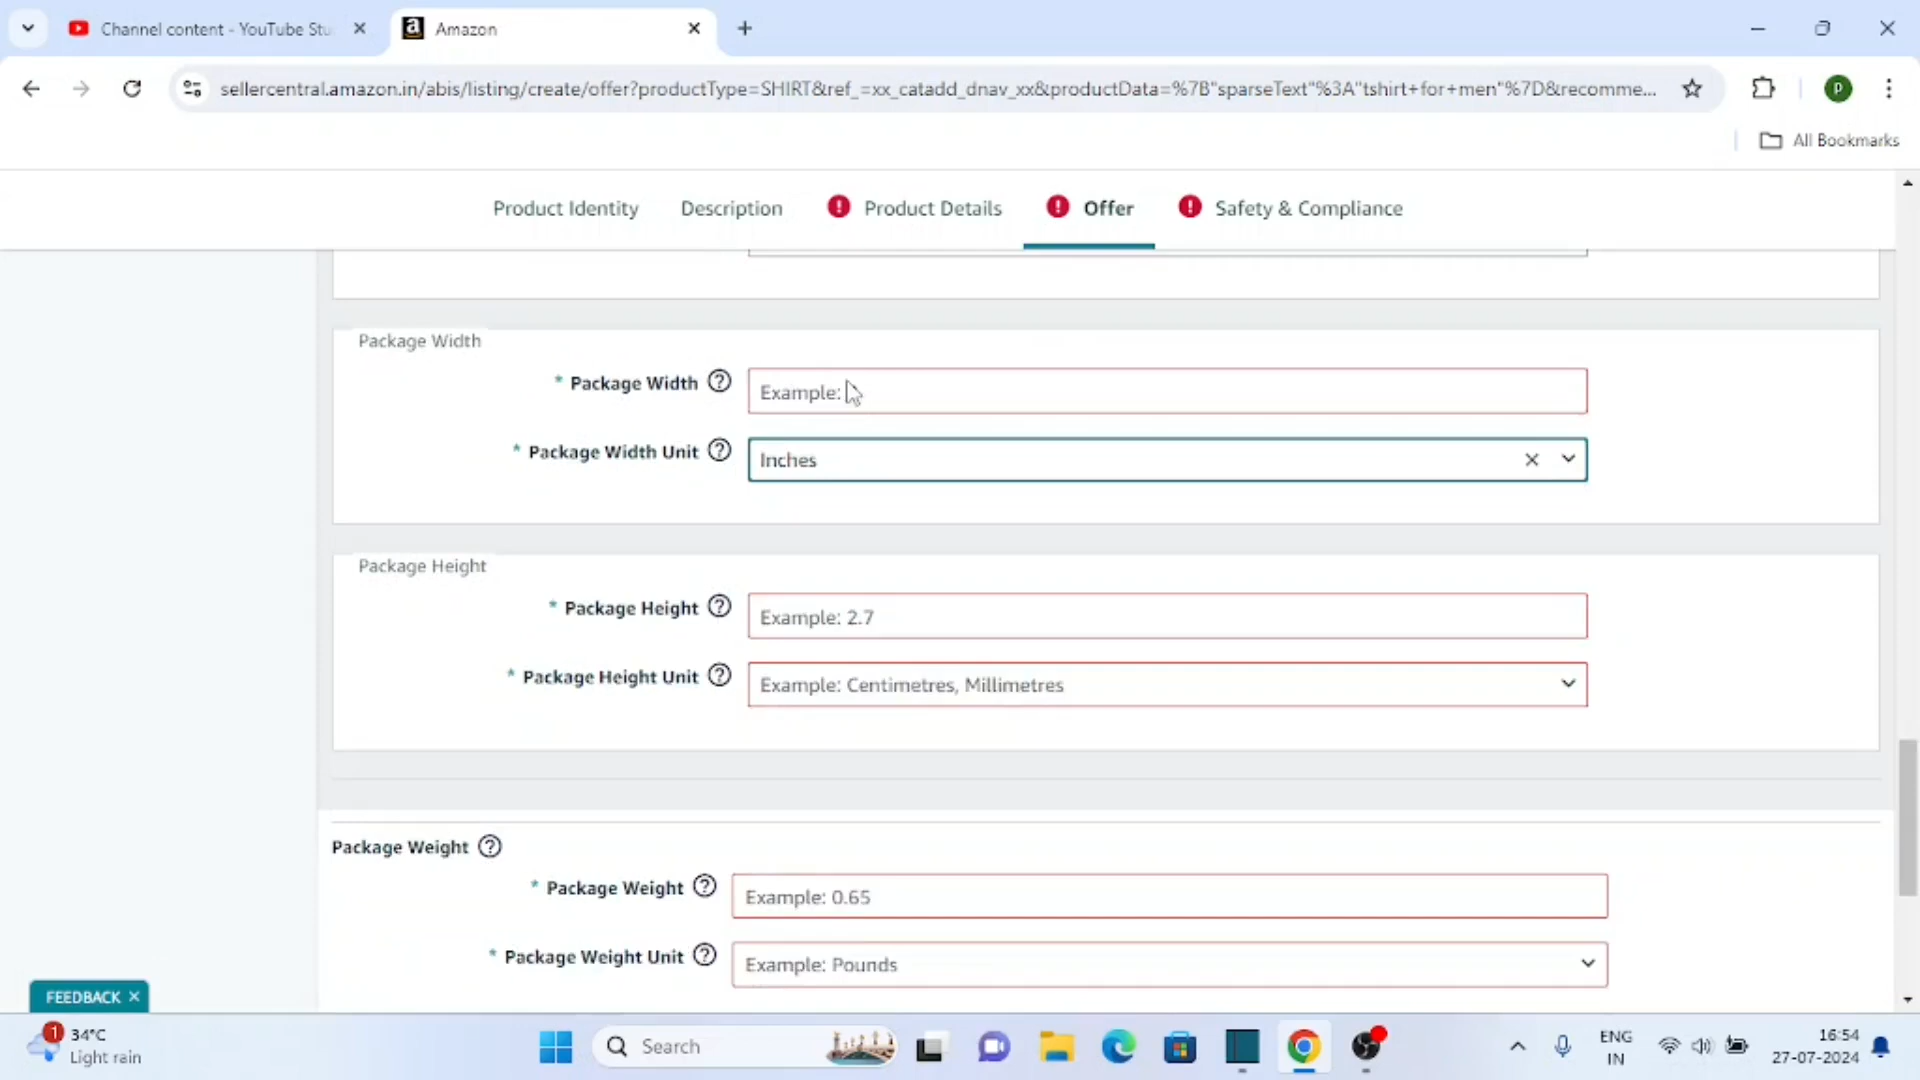 Channel content - YouTube Stu
Amazon
sellercentral.amazon.in/abis/listing/create/offer?productType=SHIRT&ref_=xx_catadd_dnav_xx&productData=%7B"sparseText"%3A"tshirt+for+men"%7D&recomme...
P
All Bookmarks
Product Identity
Description
Product Details
Offer
Safety & Compliance
Package Width
* Package Width
Example:
* Package Width Unit
Inches
Package Height
* Package Height
Example: 2.7
* Package Height Unit
Example: Centimetres, Millimetres
Package Weight
* Package Weight
Example: 0.65
* Package Weight Unit
Example: Pounds
FEEDBACK
1
34°C
Light rain
Search
ENG
IN
16:54
27-07-2024